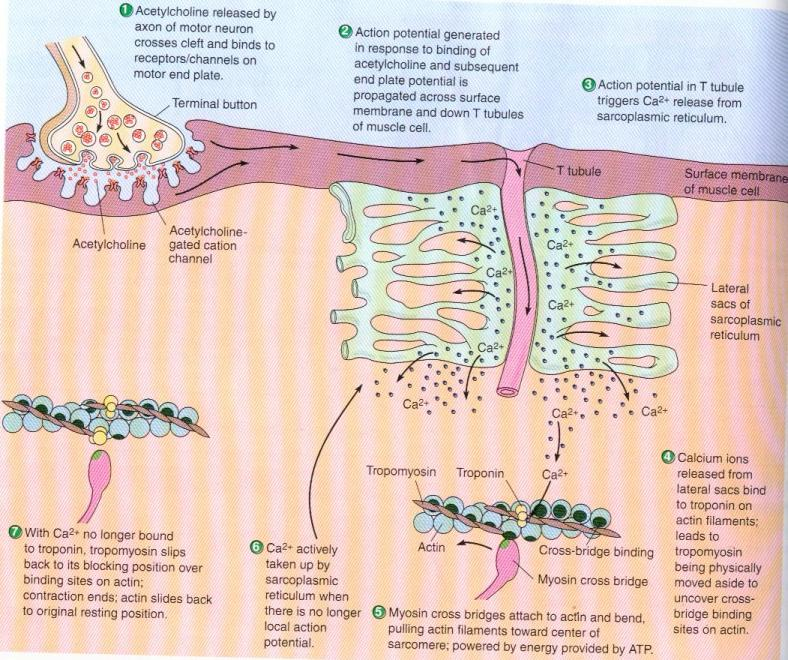 1 Acetylcholine released by
axon of motor neuron
crosses cleft and binds to
receptors/channels on
motor end plate.
Terminal button
Acetylcholine
Acetylcholine-
gated cation
channel
2 Action potential generated
in response to binding of
acetylcholine and subsequent
end plate potential is
propagated across surface
membrane and down T tubules
of muscle cell.
3 Action potential in T tubule
triggers Ca2+ release from
sarcoplasmic reticulum.
T tubule
Surface membrane
of muscle cell
Ca2+
Ca2+
Ca2+
Ca2+
Ca2+
Lateral
sacs of
sarcoplasmic
reticulum
Ca2+
Ca2+
Ca2+
Ca2+
4 Calcium ions
released from
lateral sacs bind
to troponin on
actin filaments;
leads to
tropomyosin
being physically
moved aside to
uncover cross-
bridge binding
sites on actin.
Tropomyosin
Troponin
Actin
Cross-bridge binding
Myosin cross bridge
5 Myosin cross bridges attach to actin and bend,
pulling actin filaments toward center of
sarcomere; powered by energy provided by ATP.
6 Ca2+ actively
taken up by
sarcoplasmic
reticulum when
there is no longer
local action
potential.
7 With Ca2+ no longer bound
to troponin, tropomyosin slips
back to its blocking position over
binding sites on actin;
contraction ends; actin slides back
to original resting position.